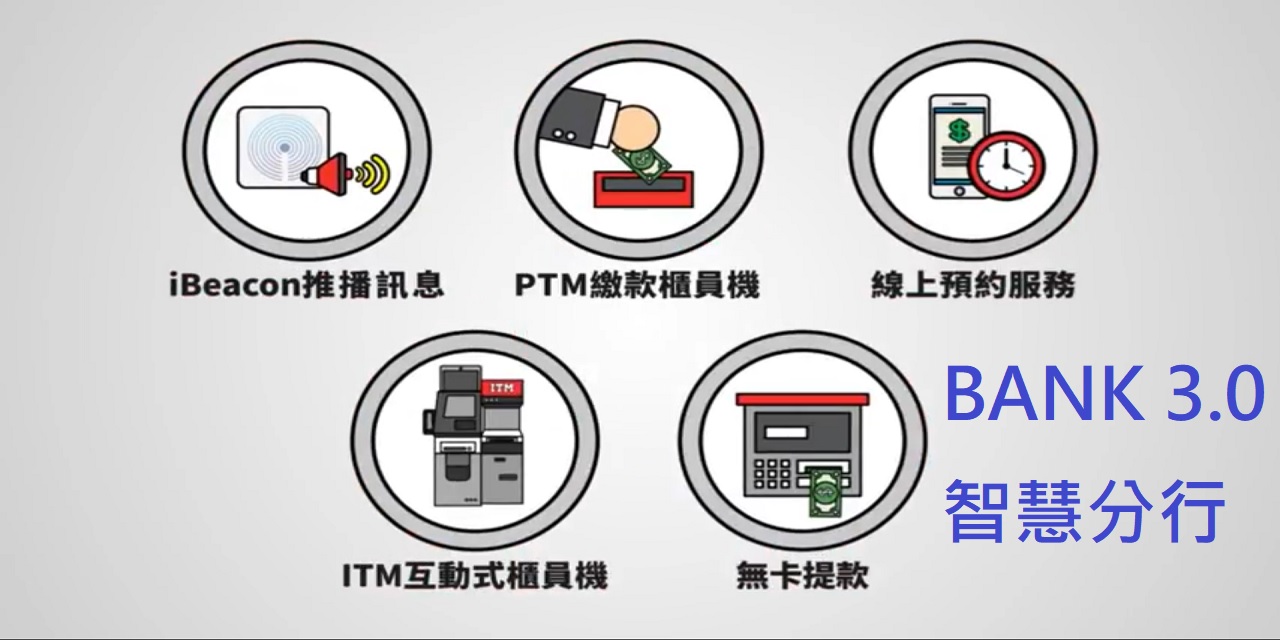 iBeacon推播訊息
PTM繳款櫃員機
線上預約服務
ITM
BANK 3.0
智慧分行
ITM互動式櫃員機
無卡提款